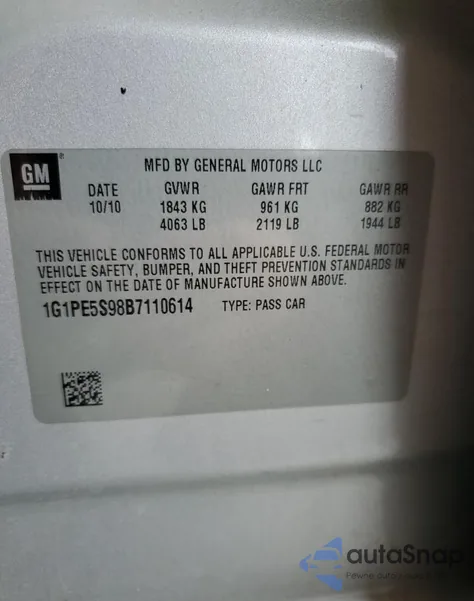 GM
MFD BY GENERAL MOTORS LLC
DATE GVWR GAWR FRT GAWR RR
10/10 1843 KG 961 KG 882 KG
4063 LB 2119 LB 1944 LB
THIS VEHICLE CONFORMS TO ALL APPLICABLE U.S. FEDERAL MOTOR
VEHICLE SAFETY, BUMPER, AND THEFT PREVENTION STANDARDS IN
EFFECT ON THE DATE OF MANUFACTURE SHOWN ABOVE.
1G1PE5S98B7110614 TYPE: PASS CAR
autoSnap